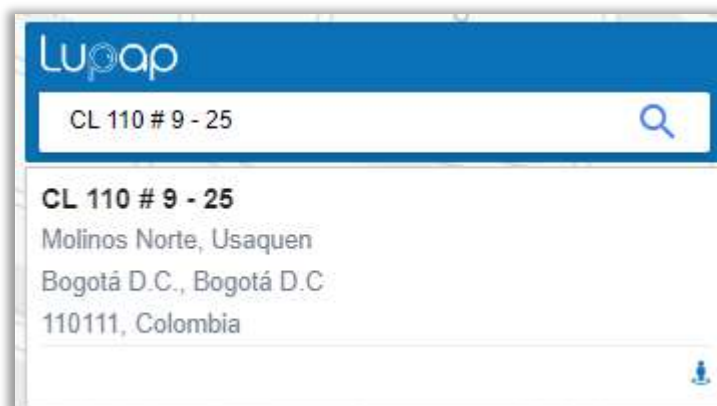 Lupap
CL 110 # 9 - 25
CL 110 # 9 - 25
Molinos Norte, Usaquen
Bogotá D.C., Bogotá D.C
110111, Colombia